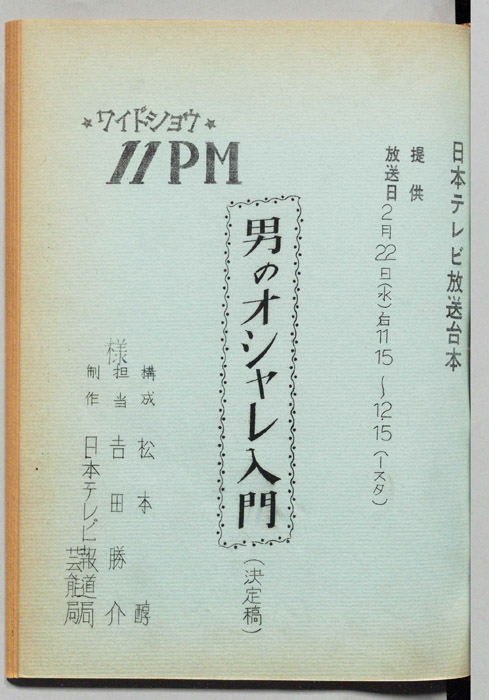 日本テレビ放送台本
提供
放送日 2月22日(水)后11.15～12.15(1スタ)
☆ワイドショウ☆
11PM
男のオシャレ入門
(決定稿)
構成 松本 醇
担当 吉田勝介
制作 日本テレビ報道局
芸能局
様